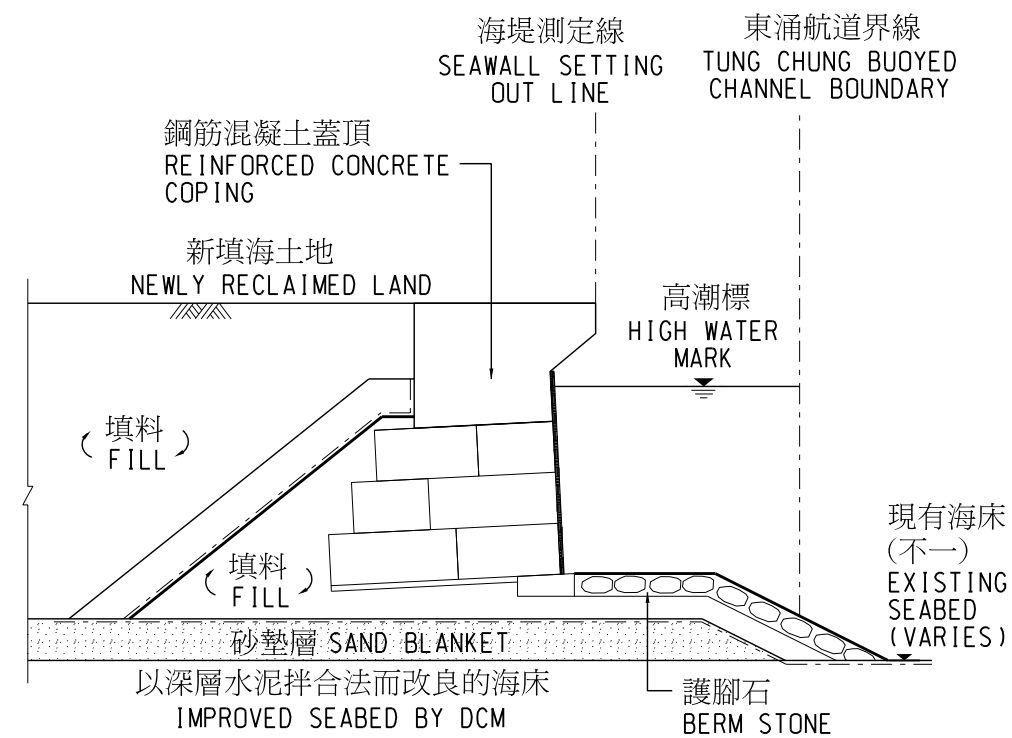 海堤測定線
SEAWALL SETTING
OUT LINE
東涌航道界線
TUNG CHUNG BUOYED
CHANNEL BOUNDARY
鋼筋混凝土蓋頂
REINFORCED CONCRETE
COPING
新填海土地
NEWLY RECLAIMED LAND
高潮標
HIGH WATER
MARK
填料
FILL
填料
FILL
現有海床
(不一)
EXISTING
SEABED
(VARIES)
砂墊層 SAND BLANKET
以深層水泥拌合法而改良的海床
IMPROVED SEABED BY DCM
護腳石
BERM STONE